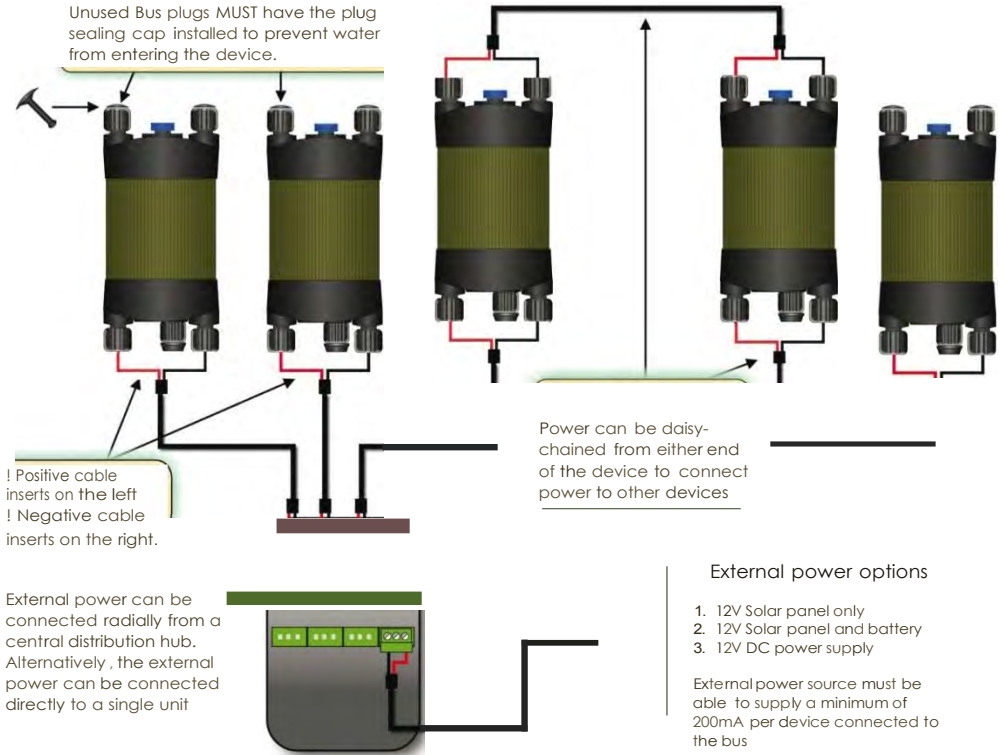 Unused Bus plugs MUST have the plug
sealing cap installed to prevent water
from entering the device.
! Positive cable
inserts on the left
! Negative cable
inserts on the right.
Power can be daisy-
chained from either end
of the device to connect
power to other devices
External power can be
connected radially from a
central distribution hub.
Alternatively , the external
power can be connected
directly to a single unit
External power options
1. 12V Solar panel only
2. 12V Solar panel and battery
3. 12V DC power supply
External power source must be
able to supply a minimum of
200mA per device connected to
the bus